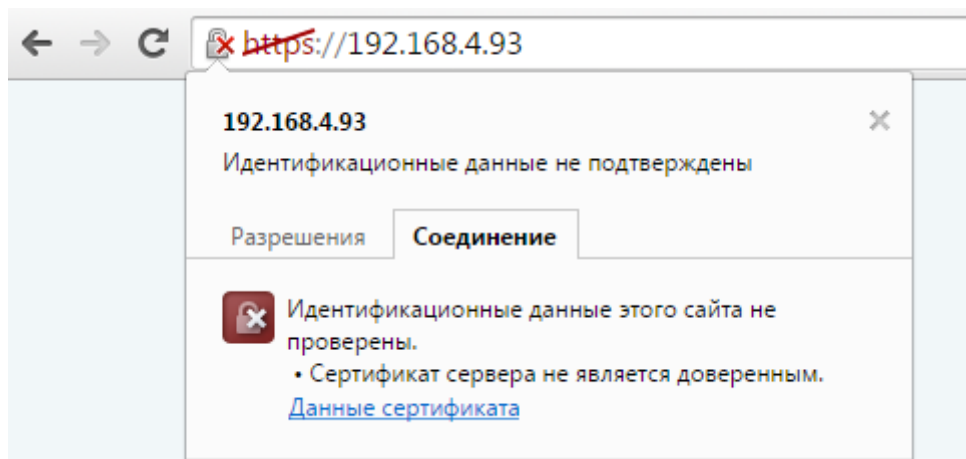 https://192.168.4.93
192.168.4.93
Идентификационные данные не подтверждены
Разрешения Соединение
Идентификационные данные этого сайта не
проверены.
• Сертификат сервера не является доверенным.
Данные сертификата